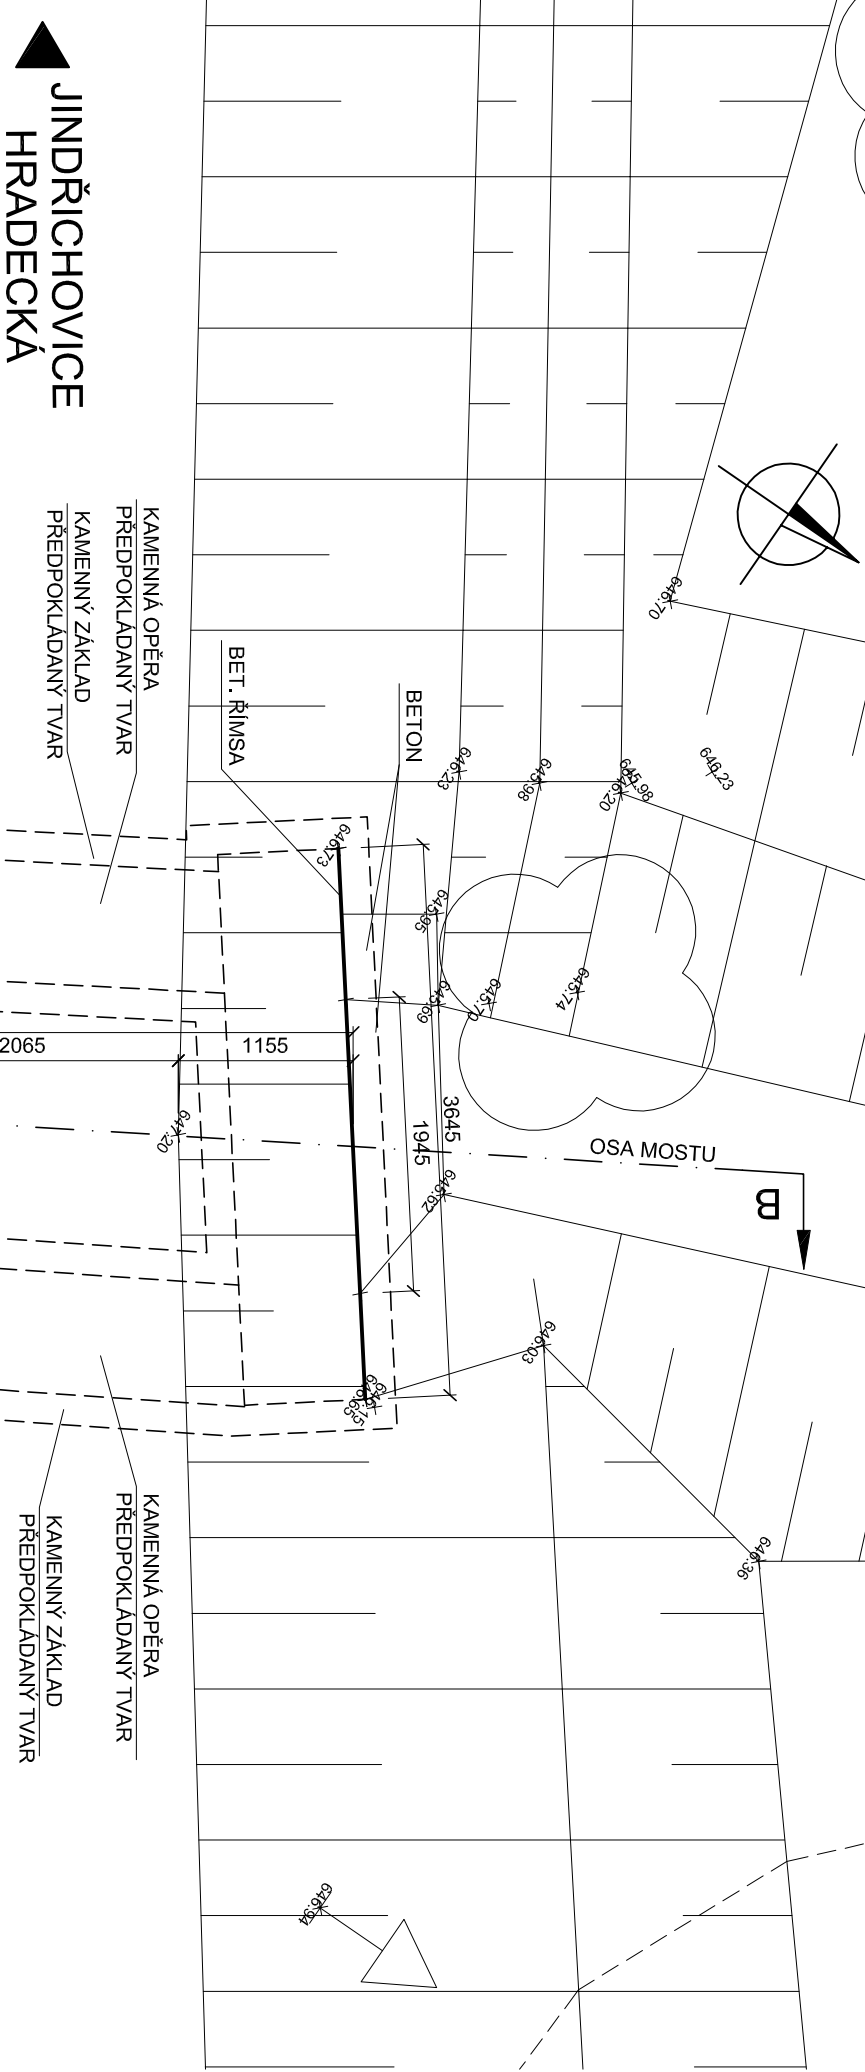 JINDŘICHOVICE
HRADECKÁ
KAMENNÁ OPĚRA
PŘEDPOKLÁDANÝ TVAR
KAMENNÝ ZÁKLAD
PŘEDPOKLÁDANÝ TVAR
BET. ŘÍMSA
BETON
646.70
646.23
645.98
646.20
645.98
646.23
646.73
645.95
645.69
645.70
645.74
2065
1155
647.20
3645
1945
OSA MOSTU
B
645.62
646.03
646.36
KAMENNÁ OPĚRA
PŘEDPOKLÁDANÝ TVAR
KAMENNÝ ZÁKLAD
PŘEDPOKLÁDANÝ TVAR
646.94